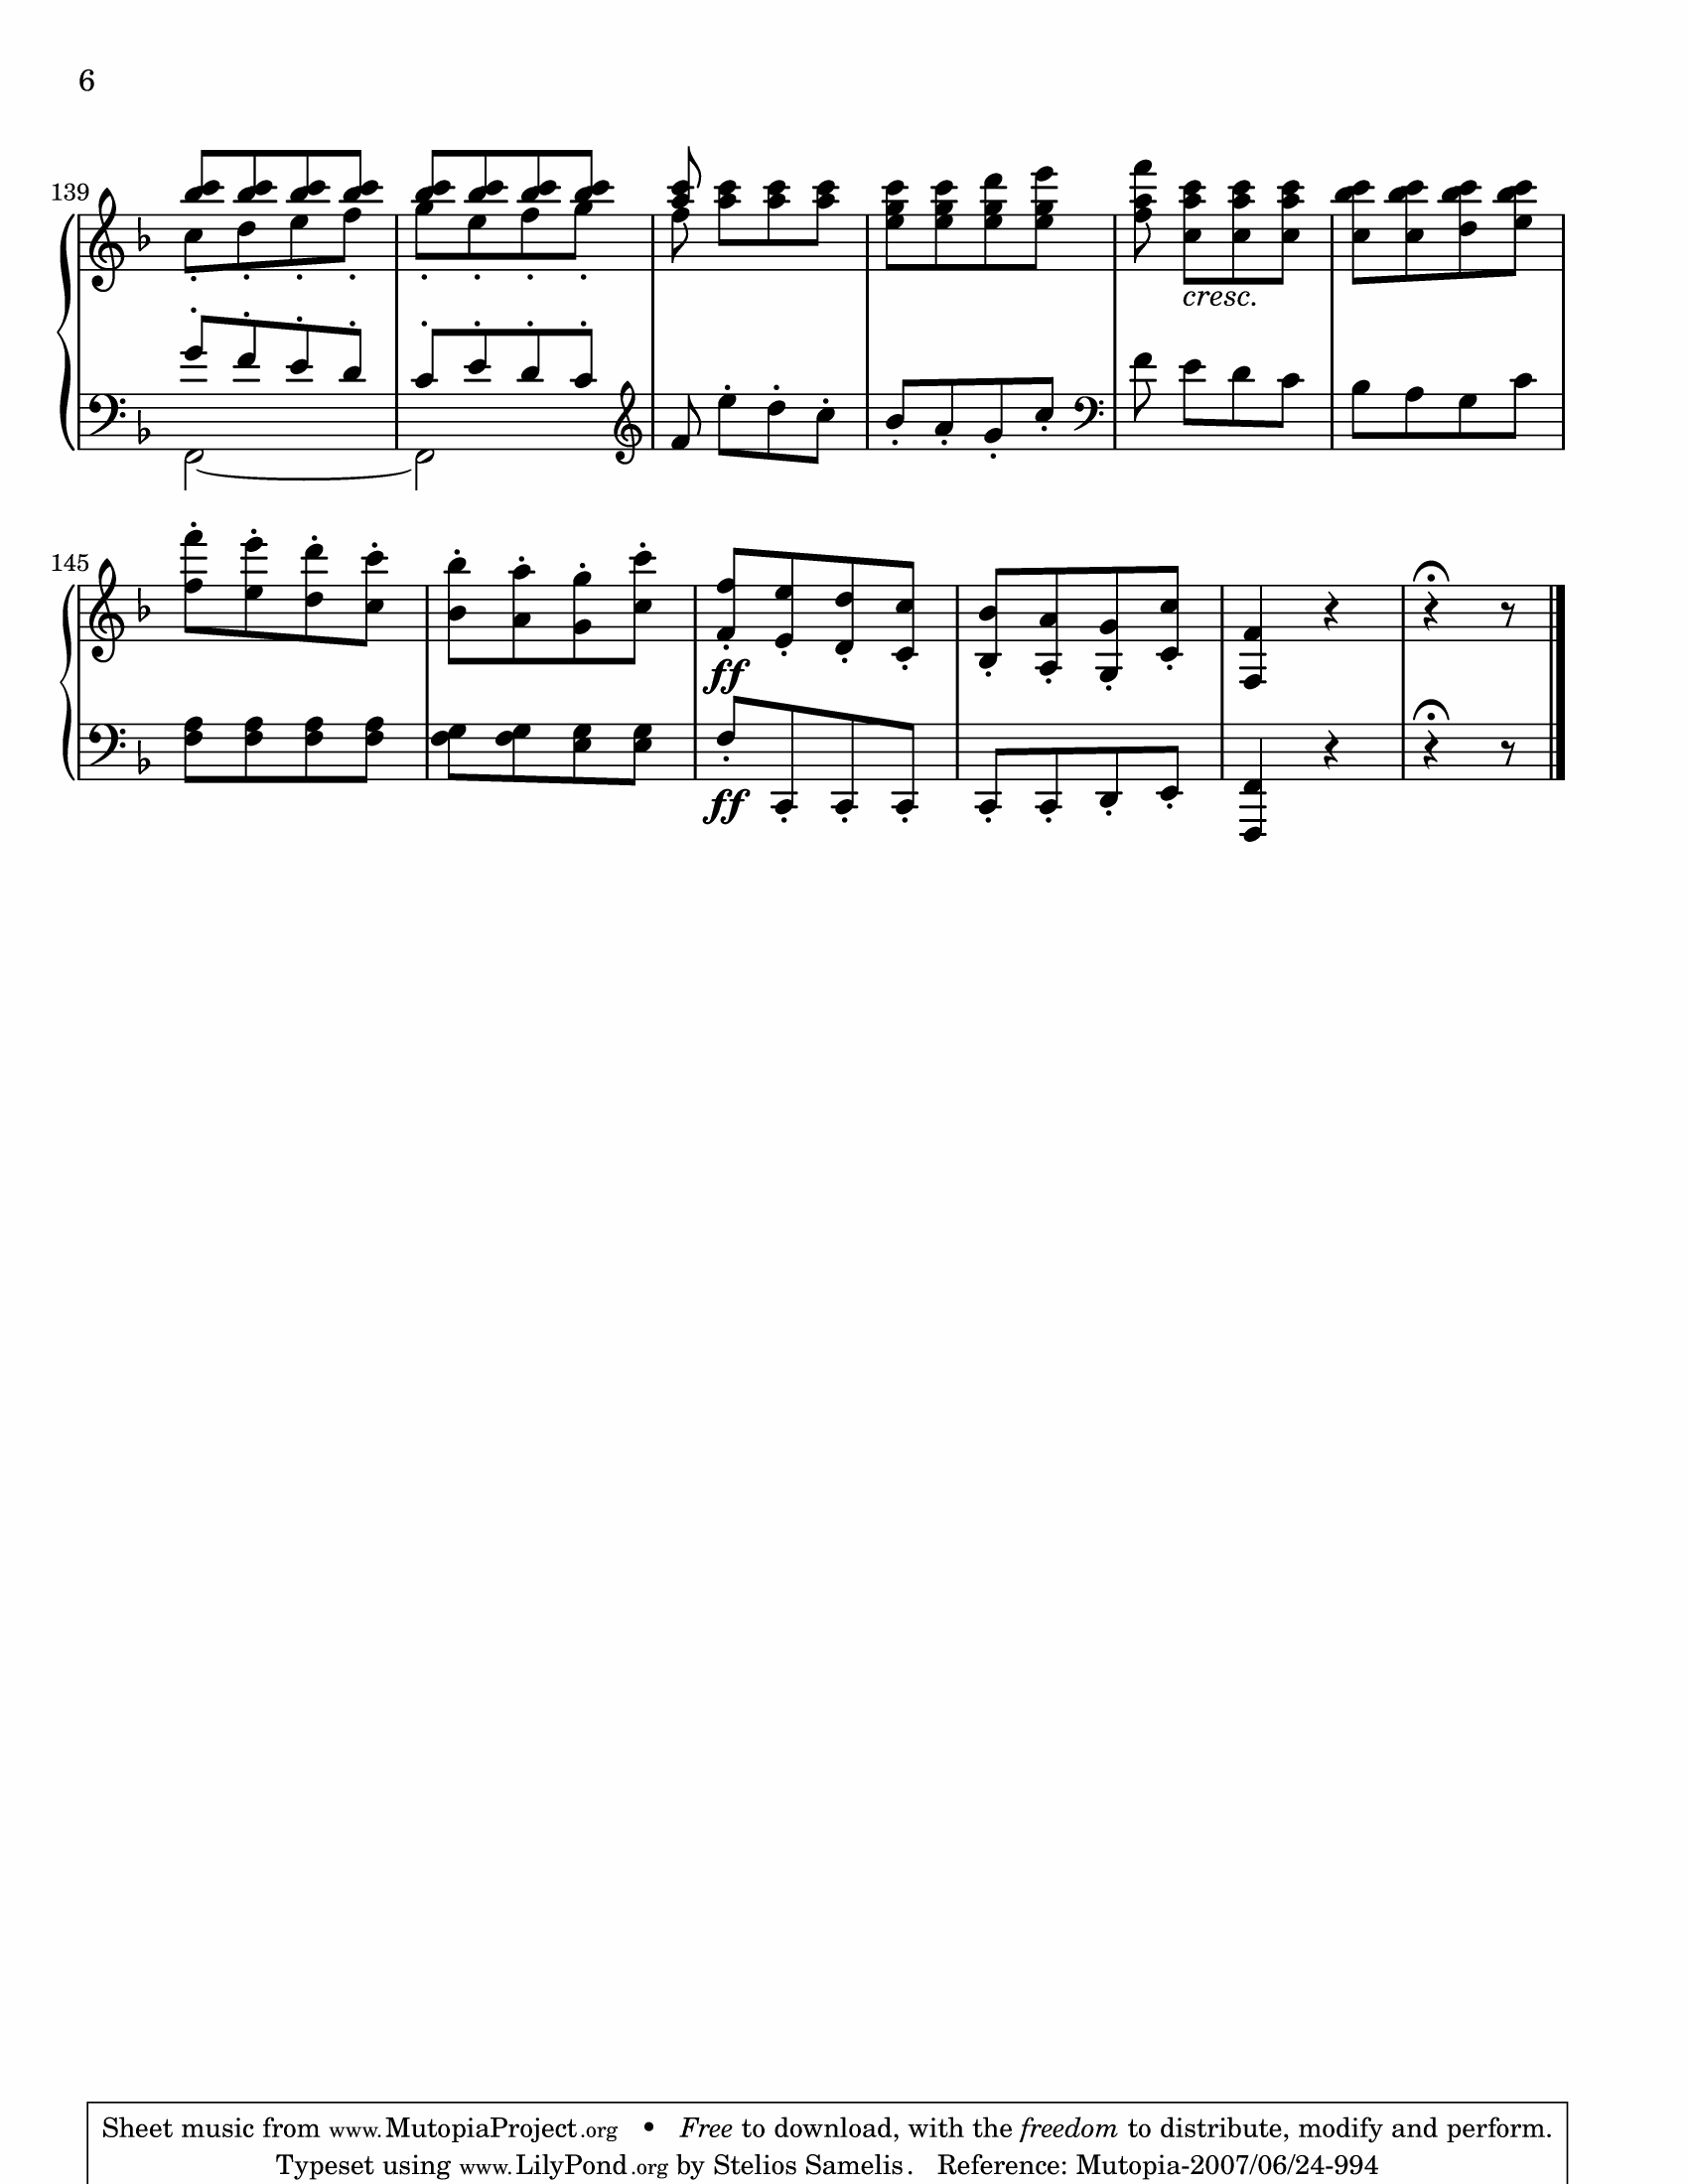 6
139
cresc.
145
ff
ff
Sheet music from www.MutopiaProject.org • Free to download, with the freedom to distribute, modify and perform.
Typeset using www.LilyPond.org by Stelios Samelis. Reference: Mutopia-2007/06/24-994